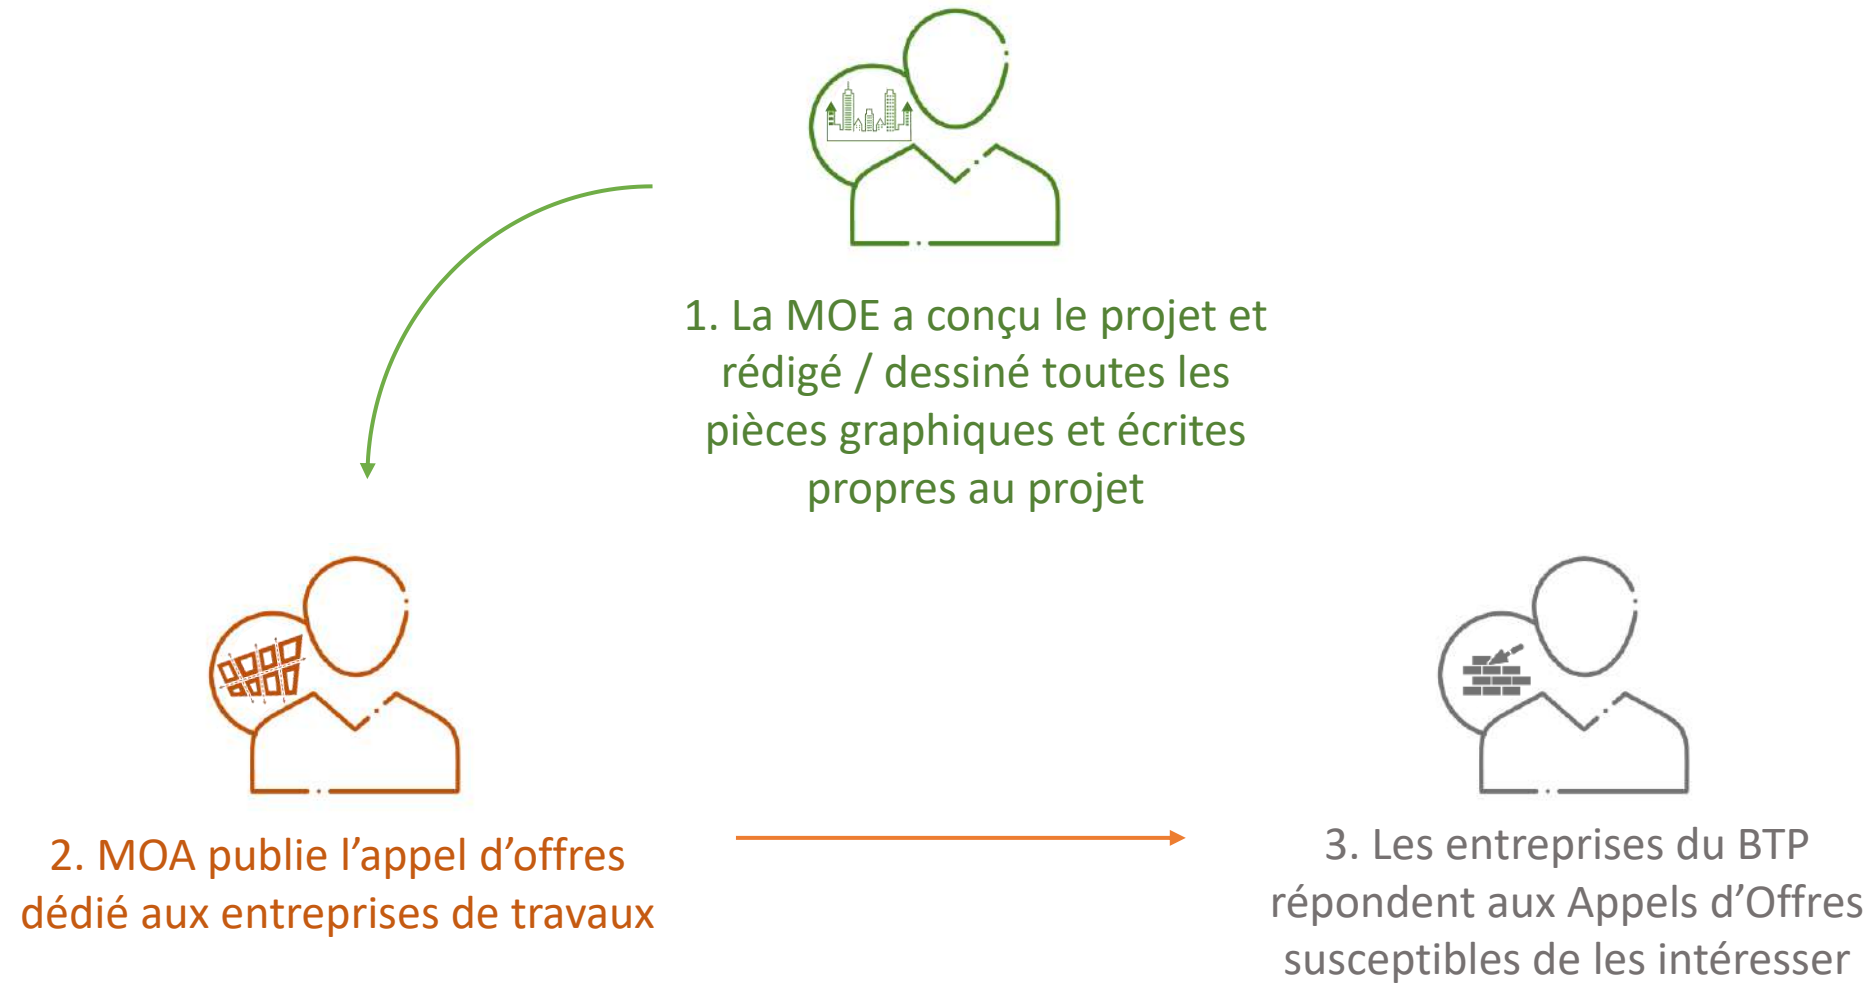 1. La MOE a conçu le projet et
rédigé / dessiné toutes les
pièces graphiques et écrites
propres au projet
2. MOA publie l’appel d’offres
dédié aux entreprises de travaux
3. Les entreprises du BTP
répondent aux Appels d’Offres
susceptibles de les intéresser